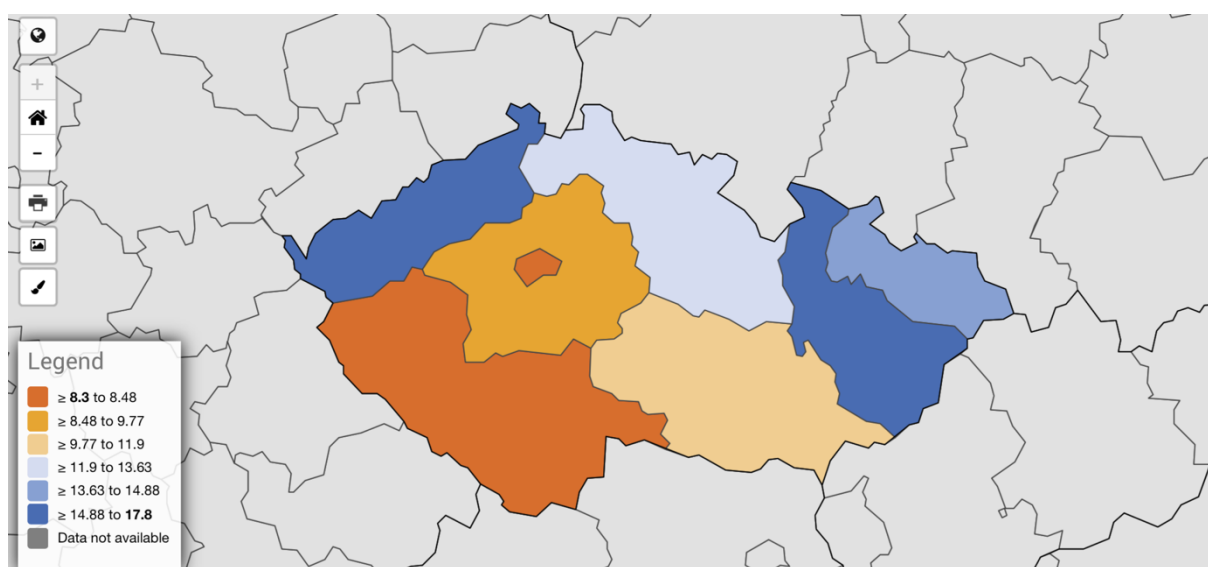 Legend
≥ 8.3 to 8.48
≥ 8.48 to 9.77
≥ 9.77 to 11.9
≥ 11.9 to 13.63
≥ 13.63 to 14.88
≥ 14.88 to 17.8
Data not available